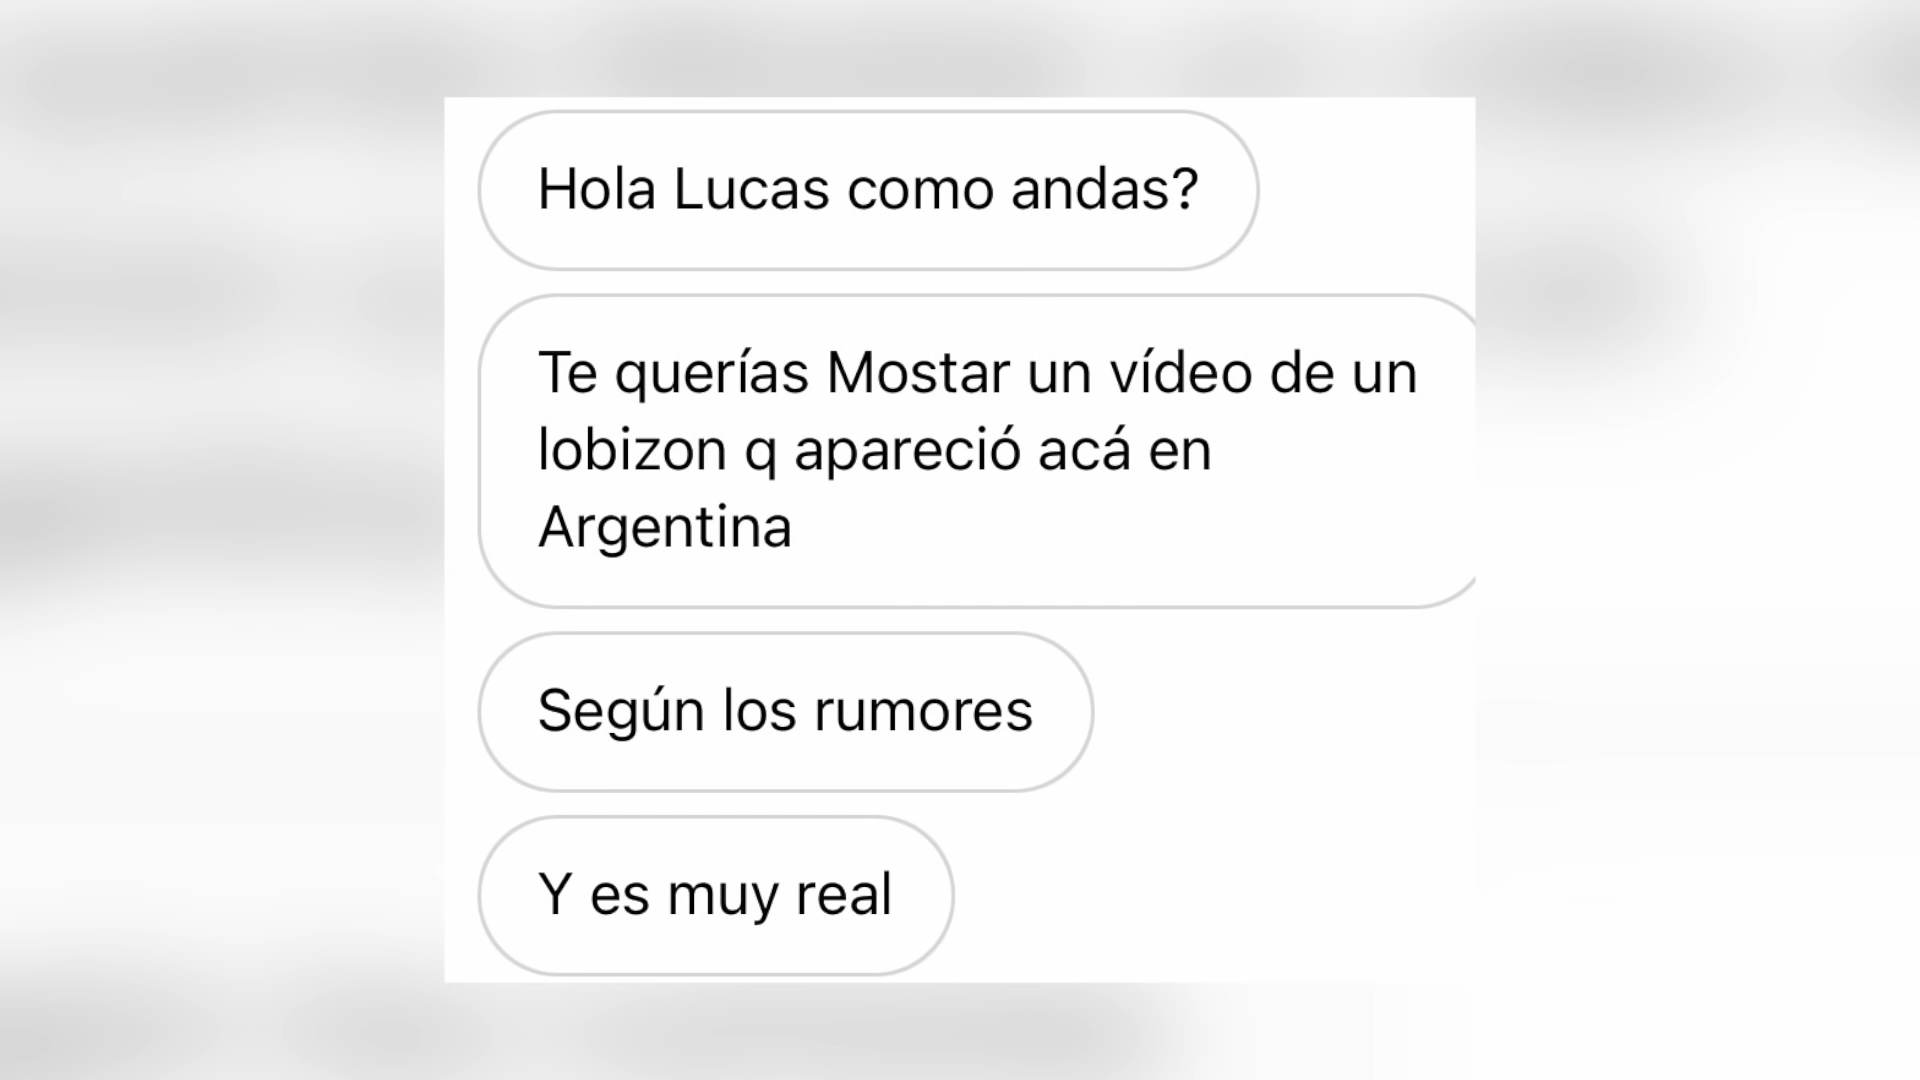 Hola Lucas como andas?
Te querías Mostar un vídeo de un
lobizon q apareció acá en
Argentina
Según los rumores
Y es muy real